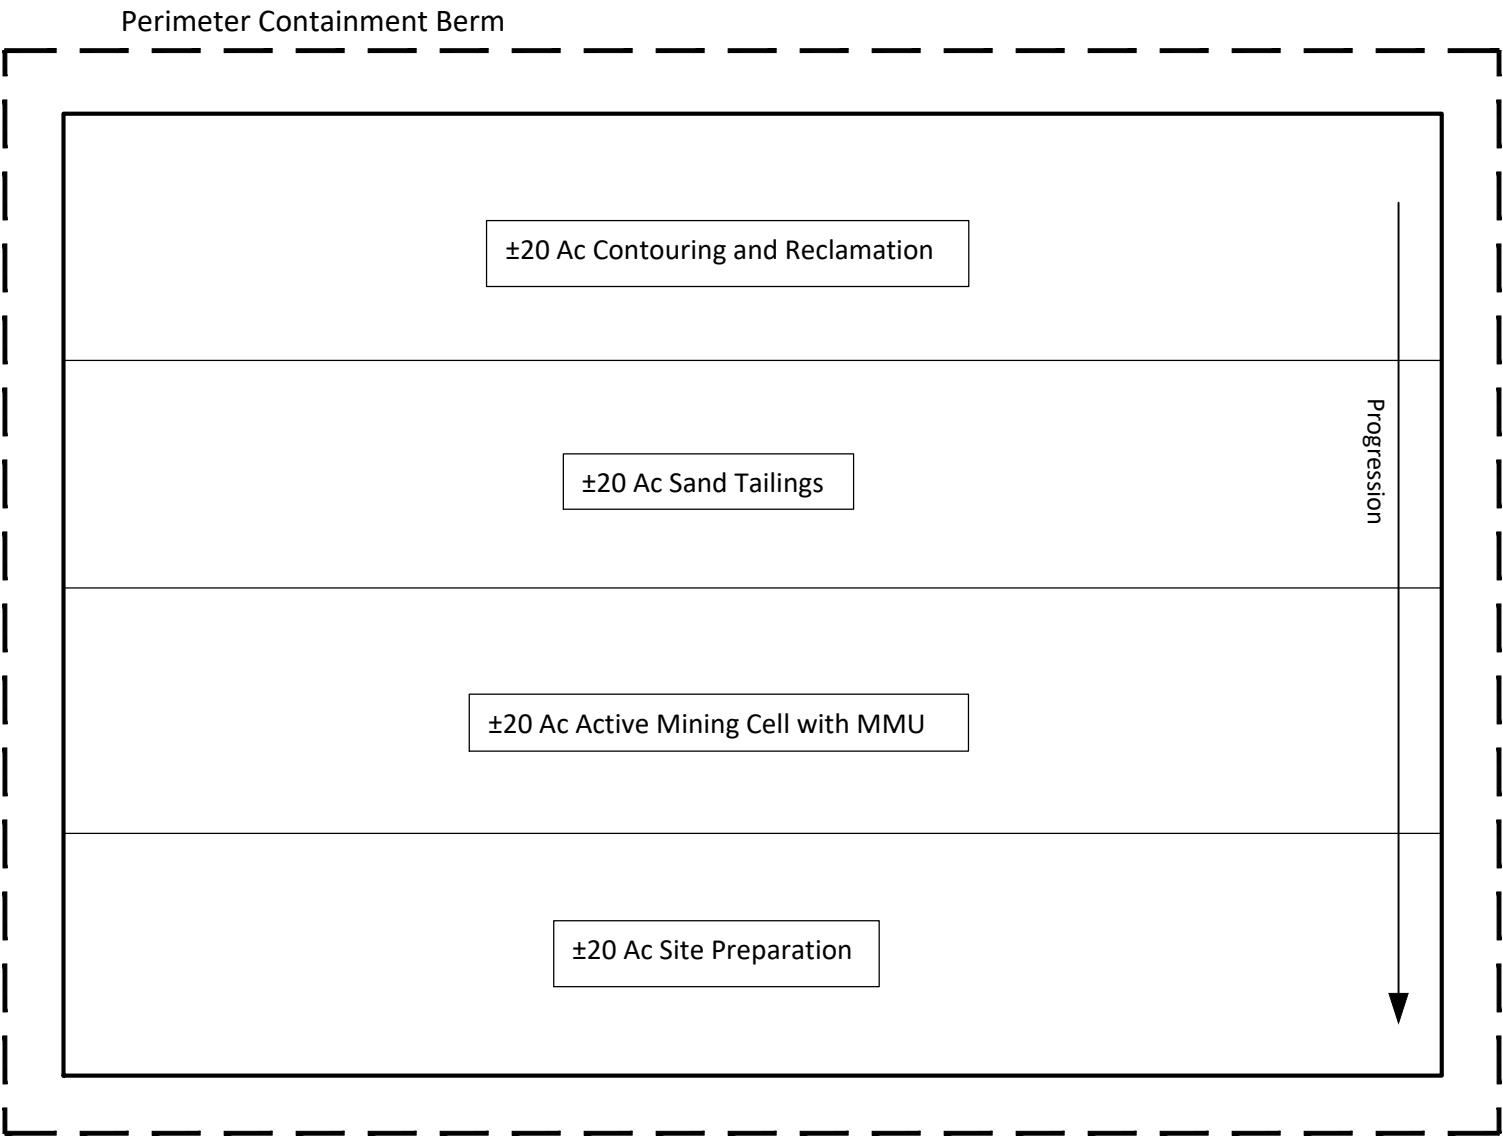 Perimeter Containment Berm
±20 Ac Contouring and Reclamation
Progression
±20 Ac Sand Tailings
±20 Ac Active Mining Cell with MMU
±20 Ac Site Preparation